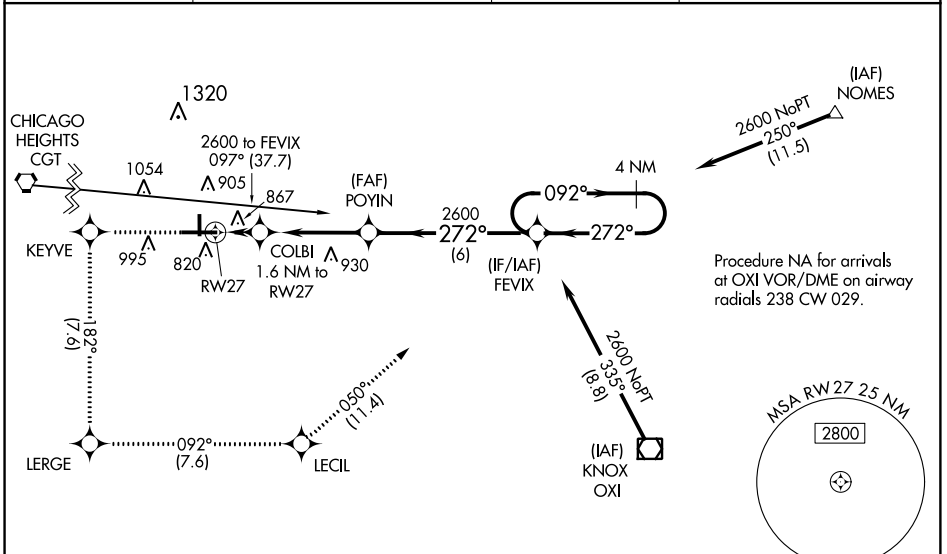 1320
CHICAGO
HEIGHTS
CGT
1054
2600 to FEVIX
097° (37.7)
905
867
(FAF)
POYIN
4 NM
092°
2600 NoPT
250°
(11.5)
(IAF)
NOMES
KEYVE
995
820
RW27
COLBI
1.6 NM to
RW27
930
2600
272°
(6)
272°
(IF/IAF)
FEVIX
Procedure NA for arrivals
at OXI VOR/DME on airway
radials 238 CW 029.
182°
(7.6)
2600 NoPT
335°
(8.8)
050°
(11.4)
LERGE
092°
(7.6)
LECIL
(IAF)
KNOX
OXI
MSA RW27 25 NM
2800